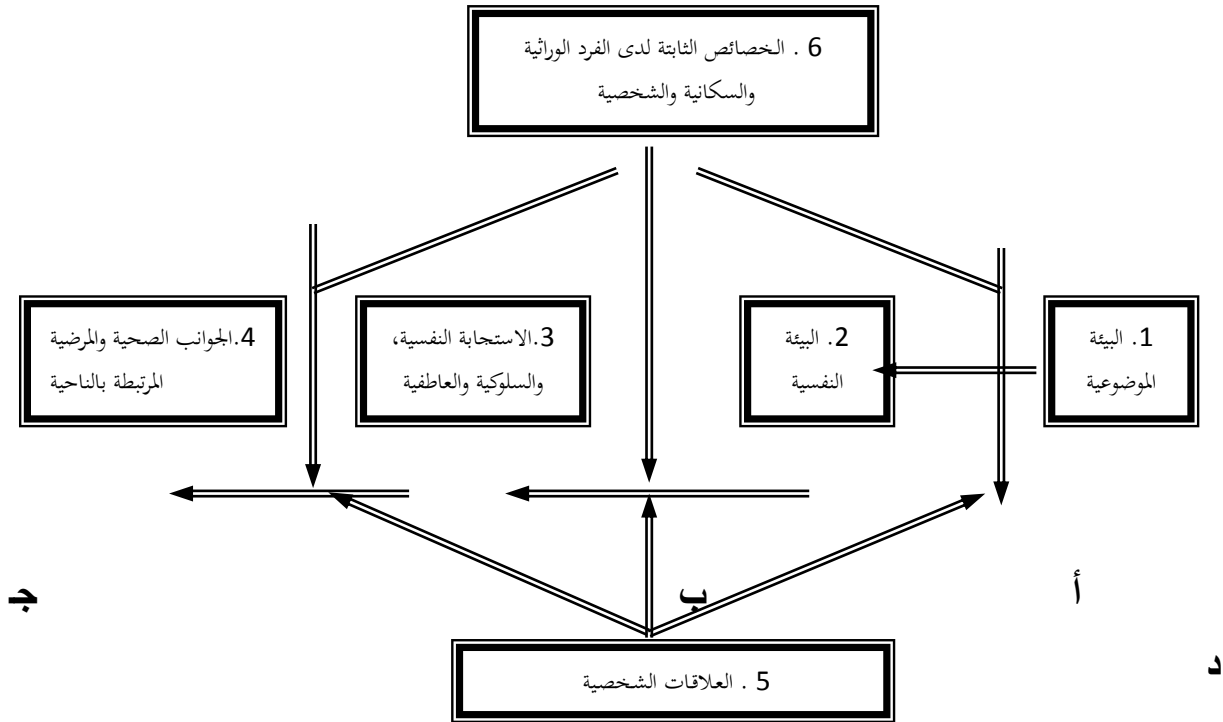 6 . الخصائص الثابتة لدى الفرد الوراثية
والسكانية والشخصية
1. البيئة
الموضوعية
2. البيئة
النفسية
3.الاستجابة النفسية،
والسلوكية والعاطفية
4.الجوانب الصحية والمرضية
المرتبطة بالناحية
أ
ب
جـ
د
5 . العلاقات الشخصية